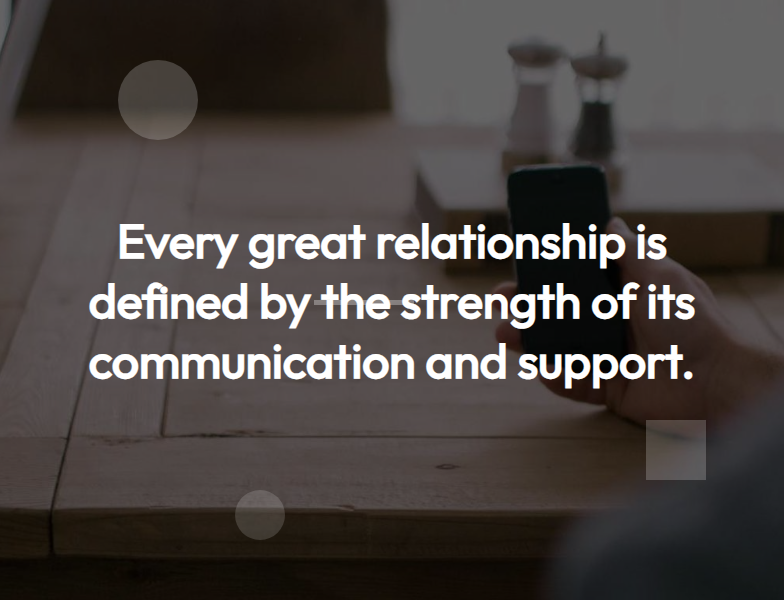 Every great relationship is
defined by the strength of its
communication and support.